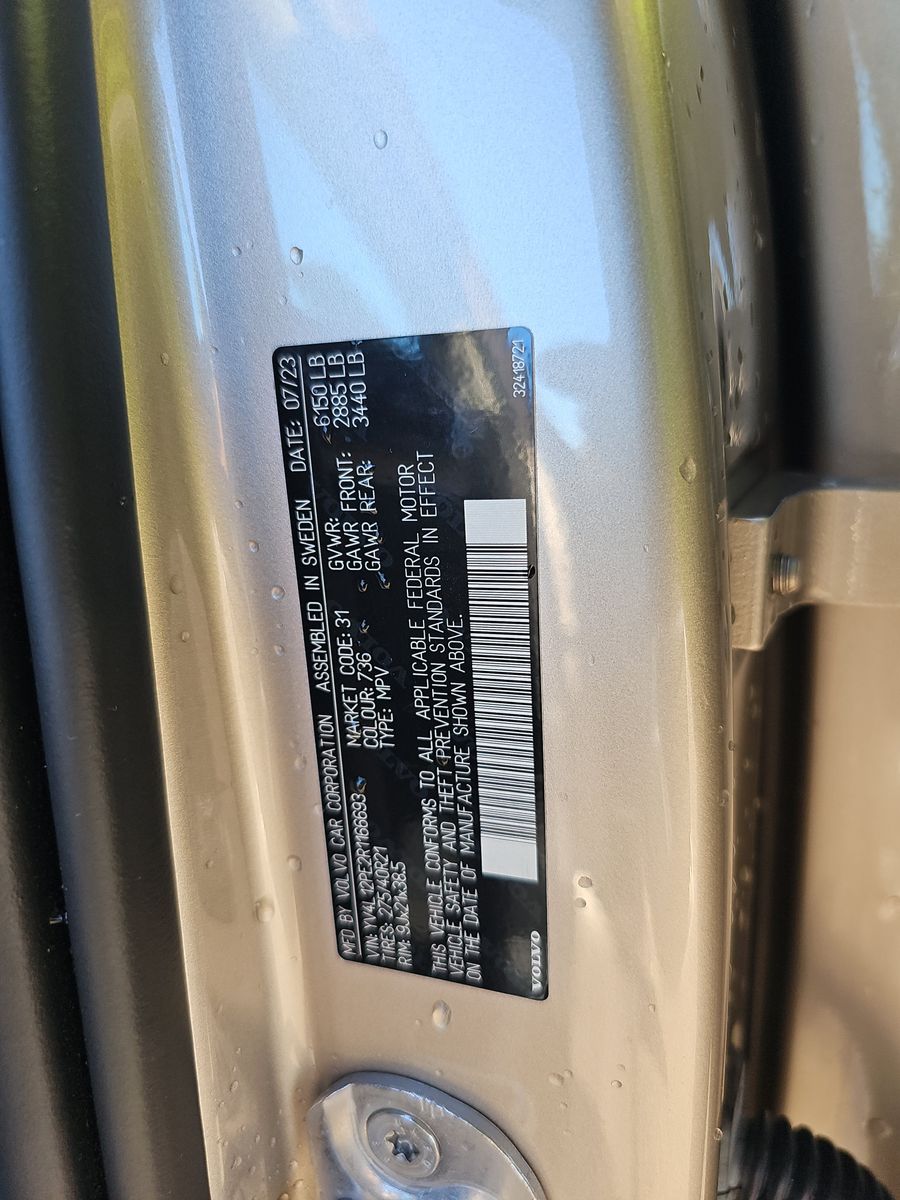 MFD BY VOLVO CAR CORPORATION ASSEMBLED IN SWEDEN DATE: 07/23
VIN: YV4L12PE2R1166693 MARKET CODE: 31 GVWR: 6150 LB
TIRES: 275/40R21 COLOUR: 736 GAWR FRONT: 2885 LB
RIM: 9Jx21x38.5 TYPE: MPV GAWR REAR: 3440 LB
THIS VEHICLE CONFORMS TO ALL APPLICABLE FEDERAL MOTOR
VEHICLE SAFETY AND THEFT PREVENTION STANDARDS IN EFFECT
ON THE DATE OF MANUFACTURE SHOWN ABOVE.
VOLVO 32418721